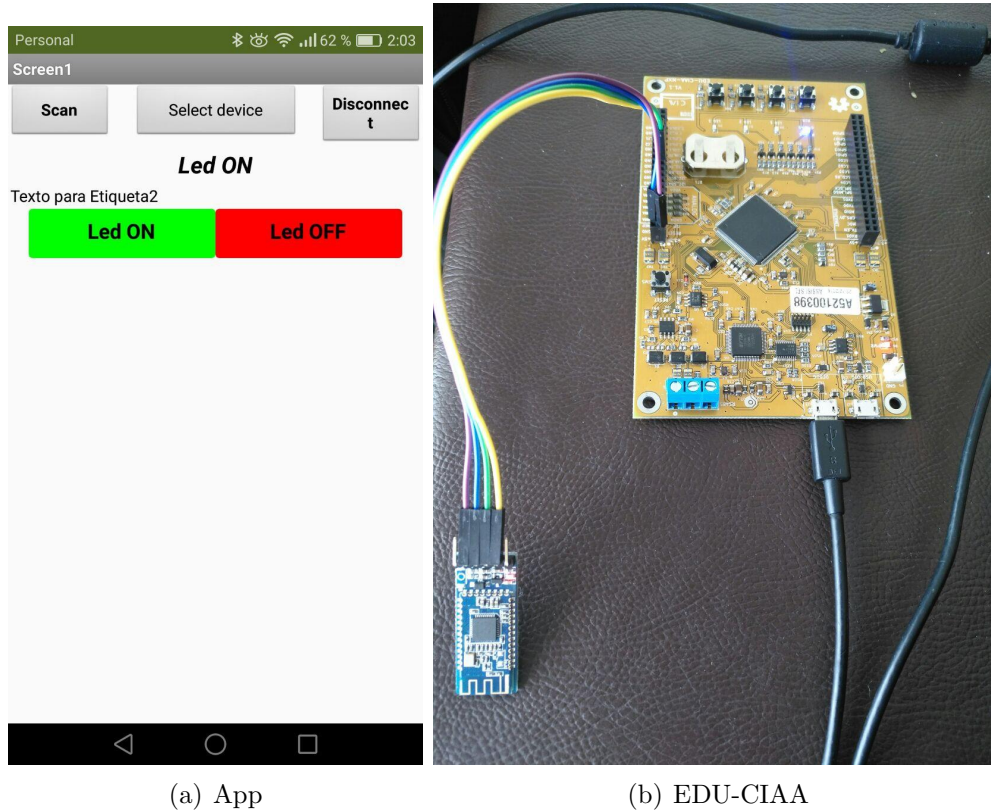 Personal 62 % 2:03
Screen1
Scan
Select device
Disconnec
t
Led ON
Texto para Etiqueta2
Led ON
Led OFF
A52100398
(a) App
(b) EDU-CIAA